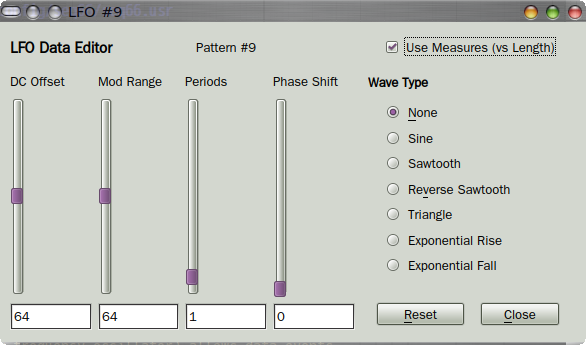 LFO #9
LFO Data Editor
Pattern #9
Use Measures (vs Length)
DC Offset
Mod Range
Periods
Phase Shift
Wave Type
None
Sine
Sawtooth
Reverse Sawtooth
Triangle
Exponential Rise
Exponential Fall
64
64
1
0
Reset
Close